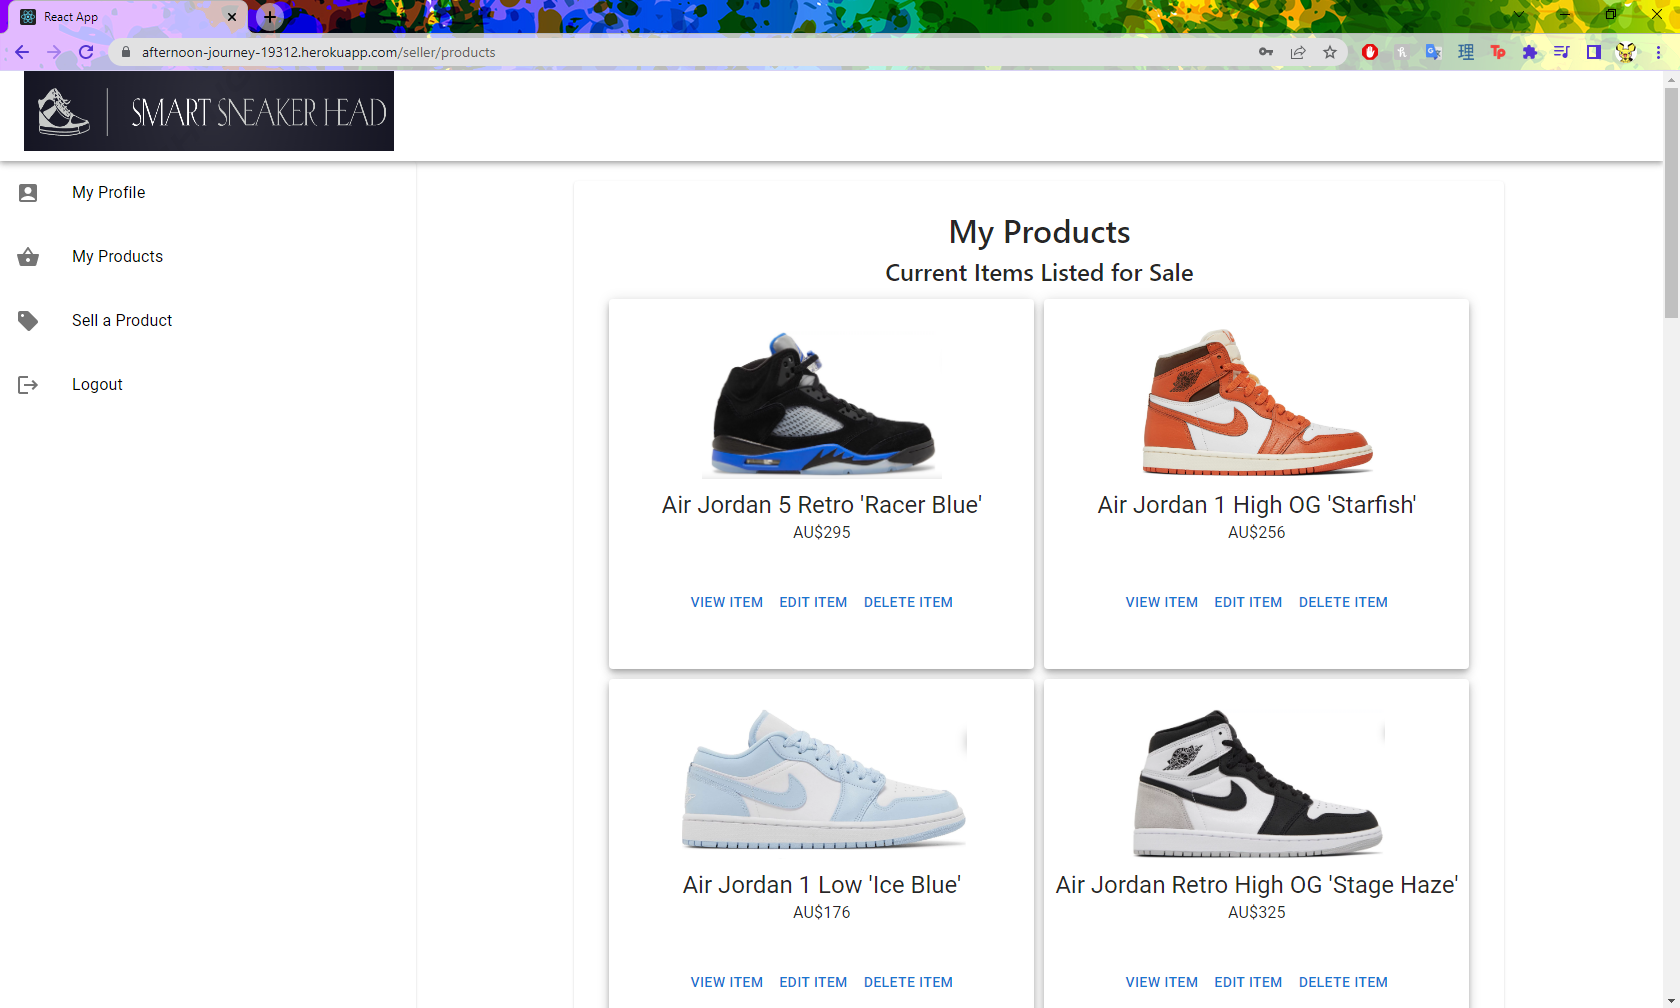 React App
afternoon-journey-19312.herokuapp.com/seller/products
SMART SNEAKER HEAD
My Profile
My Products
Sell a Product
Logout
My Products
Current Items Listed for Sale
Air Jordan 5 Retro 'Racer Blue'
AU$295
VIEW ITEM EDIT ITEM DELETE ITEM
Air Jordan 1 High OG 'Starfish'
AU$256
VIEW ITEM EDIT ITEM DELETE ITEM
Air Jordan 1 Low 'Ice Blue'
AU$176
VIEW ITEM EDIT ITEM DELETE ITEM
Air Jordan Retro High OG 'Stage Haze'
AU$325
VIEW ITEM EDIT ITEM DELETE ITEM